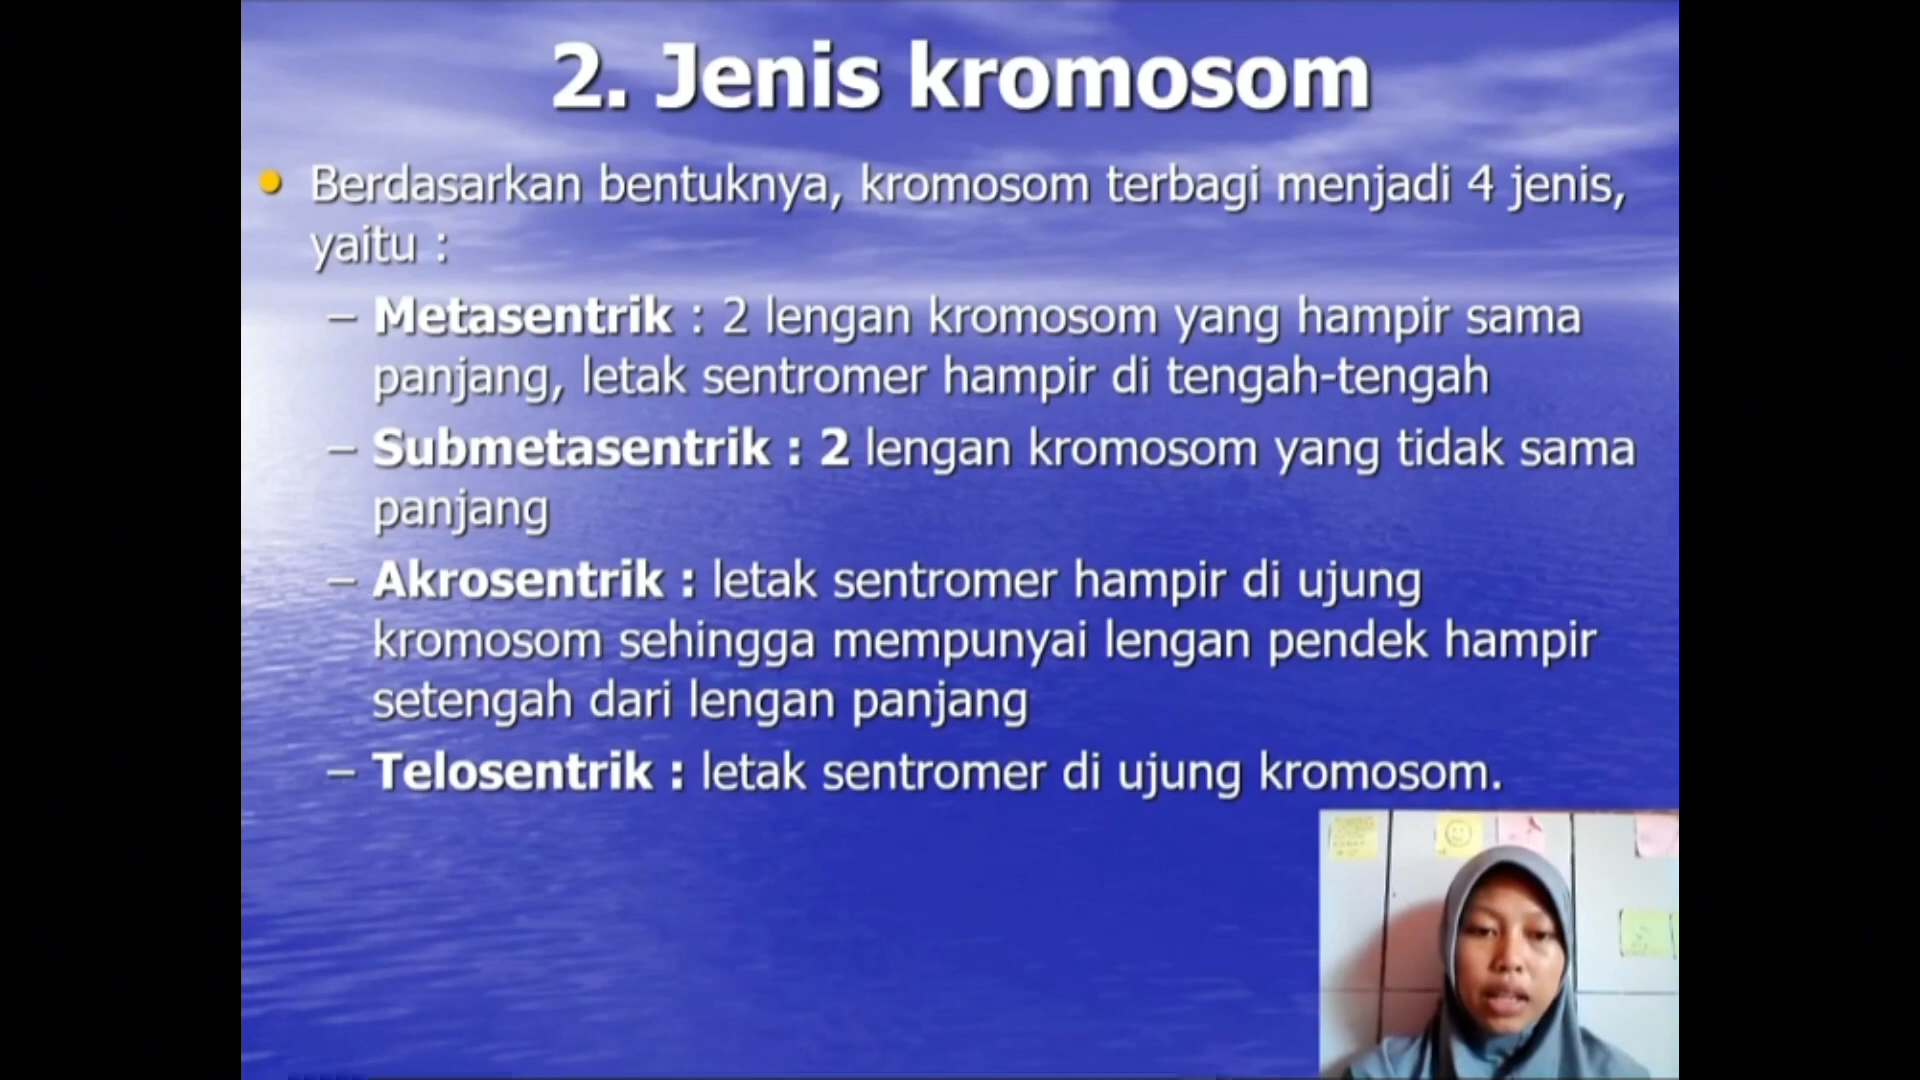 2. Jenis kromosom
• Berdasarkan bentuknya, kromosom terbagi menjadi 4 jenis,
yaitu :
– Metasentrik : 2 lengan kromosom yang hampir sama
panjang, letak sentromer hampir di tengah-tengah
– Submetasentrik : 2 lengan kromosom yang tidak sama
panjang
– Akrosentrik : letak sentromer hampir di ujung
kromosom sehingga mempunyai lengan pendek hampir
setengah dari lengan panjang
– Telosentrik : letak sentromer di ujung kromosom.